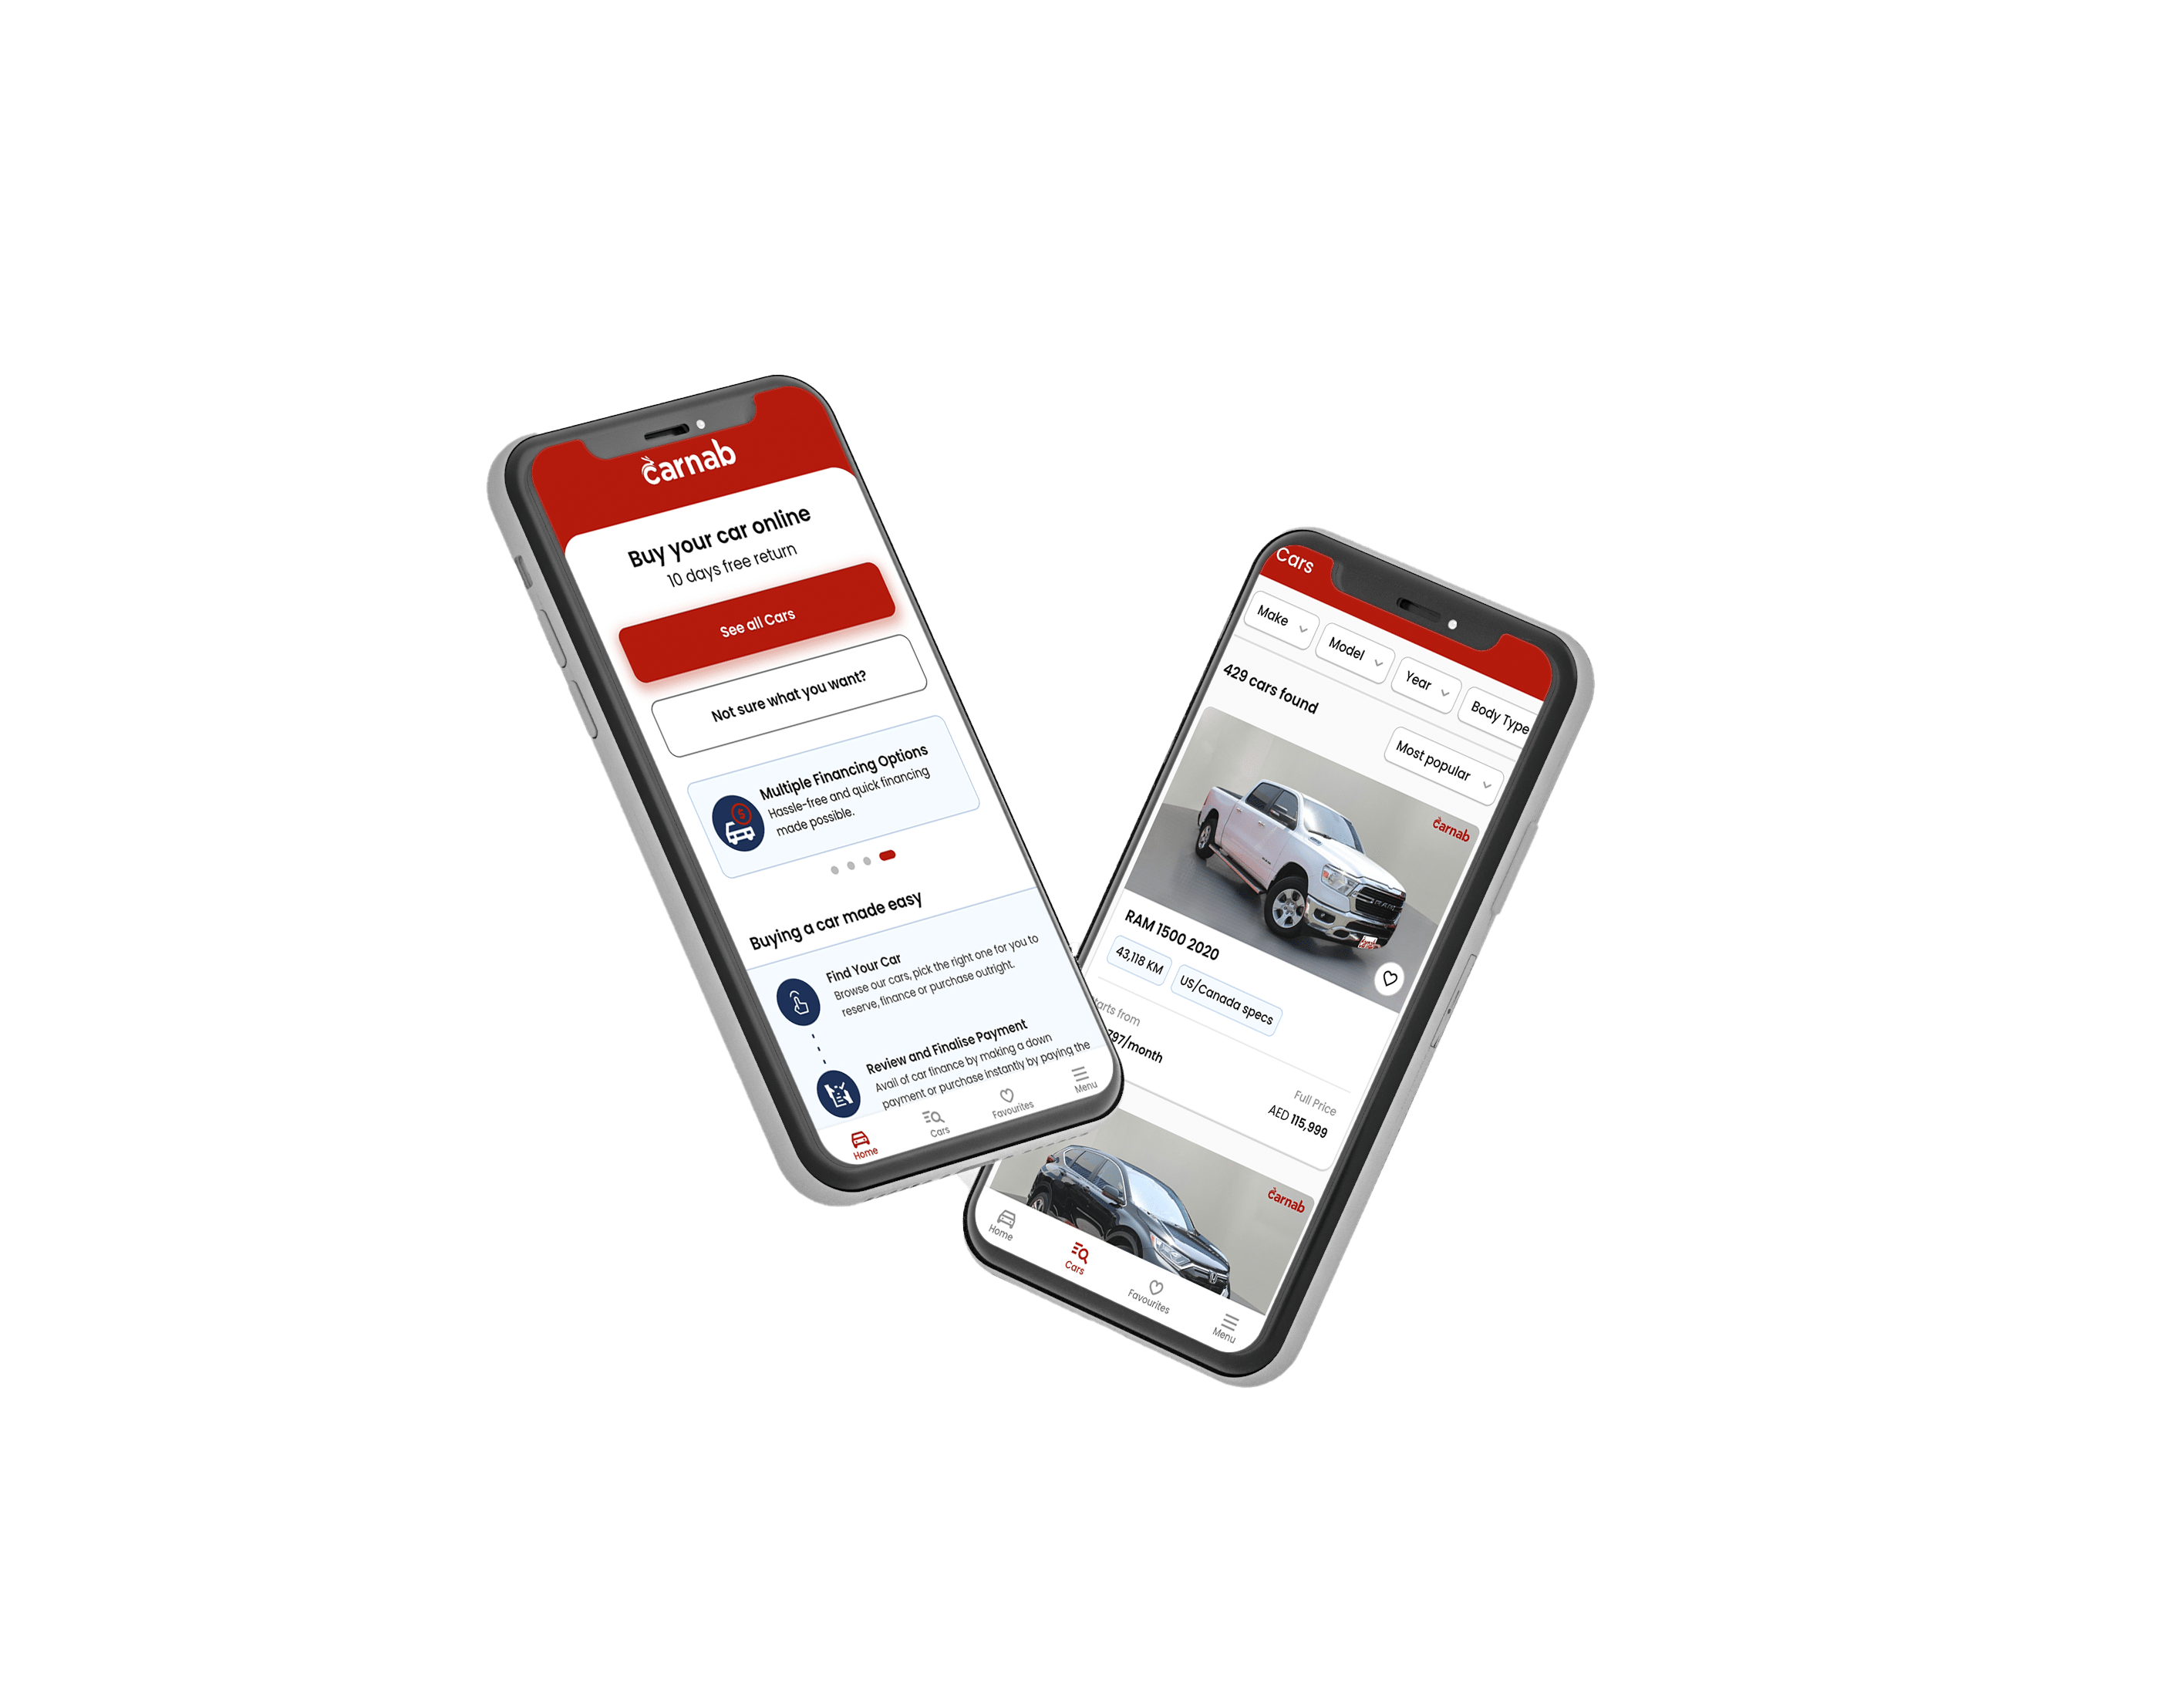 carnab
Buy your car online
10 days free return
See all Cars
Not sure what you want?
Multiple Financing Options
Hassle-free and quick financing
made possible.
Buying a car made easy
Find Your Car
Browse our cars, pick the right one for you to
reserve, finance or purchase outright.
Review and Finalise Payment
Avail of car finance by making a down
payment or purchase instantly by paying the
Home
Cars
Favourites
Menu
Cars
Make
Model
Year
Body Type
429 cars found
Most popular
carnab
RAM
RAM 1500 2020
43,118 KM
US/Canada specs
tarts from
797/month
Full Price
AED 115,999
carnab
Home
Cars
Favourites
Menu